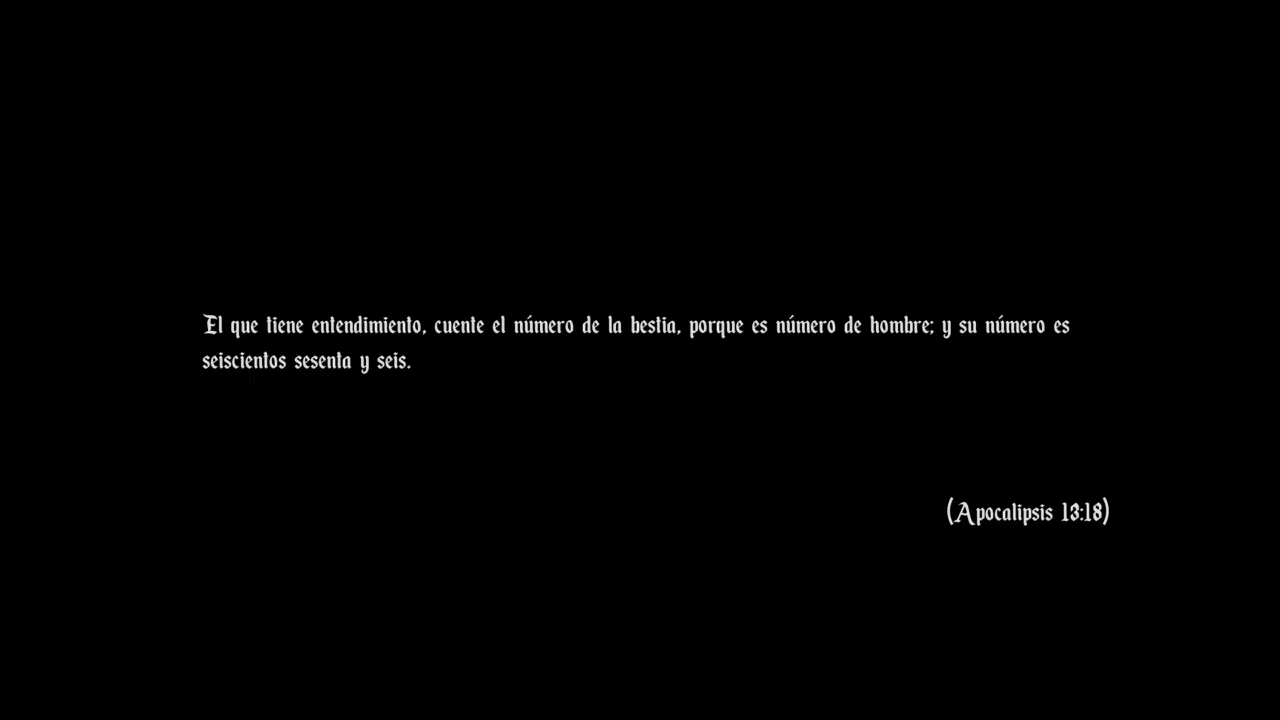 El que tiene entendimiento, cuente el número de la bestia, porque es número de hombre; y su número es
seiscientos sesenta y seis.
(Apocalipsis 13:18)